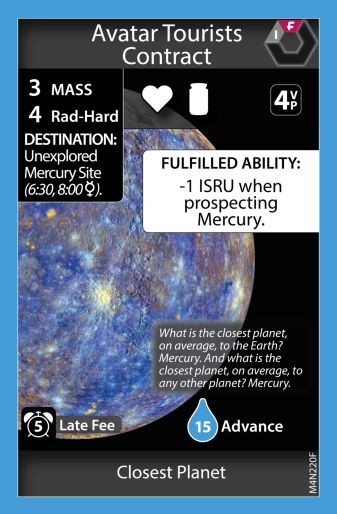 Avatar Tourists
Contract
I F
3 MASS
4 Rad-Hard
4 VP
DESTINATION:
Unexplored
Mercury Site
(6:30, 8:00☿).
FULFILLED ABILITY:
-1 ISRU when
prospecting
Mercury.
What is the closest planet,
on average, to the Earth?
Mercury. And what is the
closest planet, on average, to
any other planet? Mercury.
5 Late Fee
15 Advance
Closest Planet
M4N220F